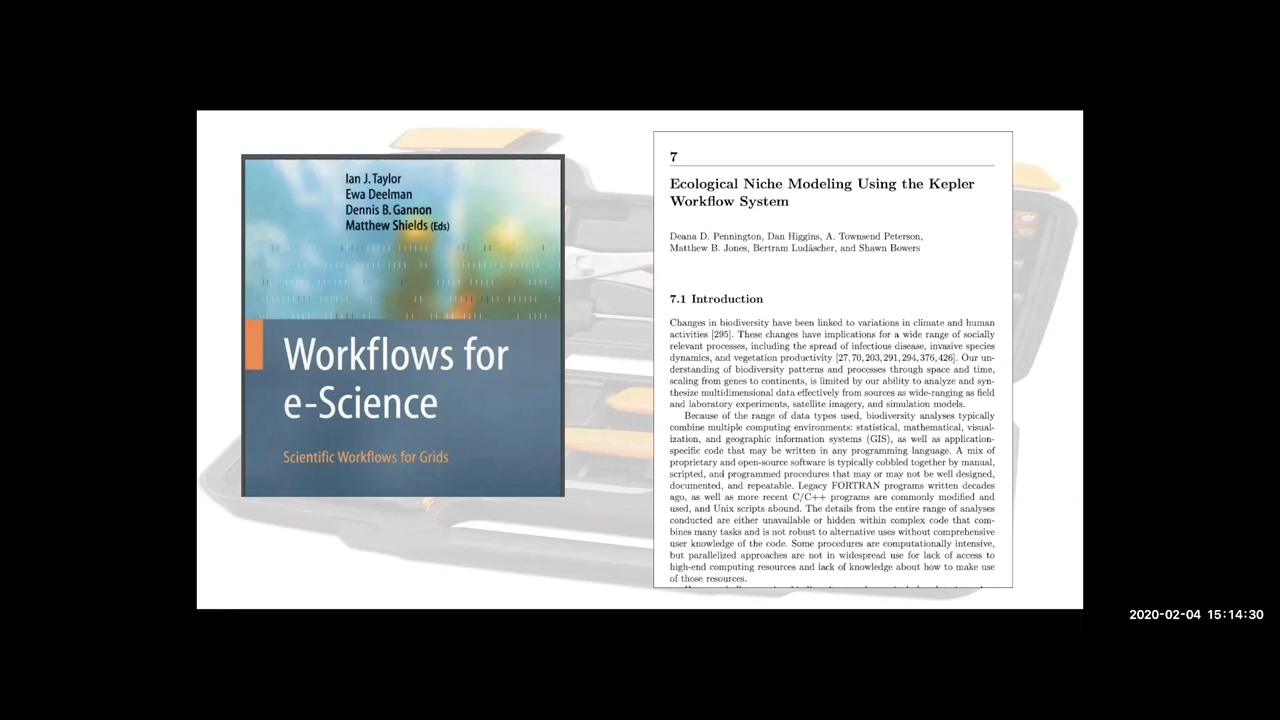 Ian J. Taylor
Ewa Deelman
Dennis B. Gannon
Matthew Shields (Eds)
Workflows for
e-Science
Scientific Workflows for Grids
7
Ecological Niche Modeling Using the Kepler
Workflow System
Deana D. Pennington, Dan Higgins, A. Townsend Peterson,
Matthew B. Jones, Bertram Ludäscher, and Shawn Bowers
7.1 Introduction
Changes in biodiversity have been linked to variations in climate and human
activities [295]. These changes have implications for a wide range of socially
relevant processes, including the spread of infectious disease, invasive species
dynamics, and vegetation productivity [27,70,203,291,294,376,426]. Our un-
derstanding of biodiversity patterns and processes through space and time,
scaling from genes to continents, is limited by our ability to analyze and syn-
thesize multidimensional data effectively from sources as wide-ranging as field
and laboratory experiments, satellite imagery, and simulation models.
Because of the range of data types used, biodiversity analyses typically
combine multiple computing environments: statistical, mathematical, visual-
ization, and geographic information systems (GIS), as well as application-
specific code that may be written in any programming language. A mix of
proprietary and open-source software is typically cobbled together by manual,
scripted, and programmed procedures that may or may not be well designed,
documented, and repeatable. Legacy FORTRAN programs written decades
ago, as well as more recent C/C++ programs are commonly modified and
used, and Unix scripts abound. The details from the entire range of analyses
conducted are either unavailable or hidden within complex code that com-
bines many tasks and is not robust to alternative uses without comprehensive
user knowledge of the code. Some procedures are computationally intensive,
but parallelized approaches are not in widespread use for lack of access to
high-end computing resources and lack of knowledge about how to make use
of those resources.
2020-02-04 15:14:30